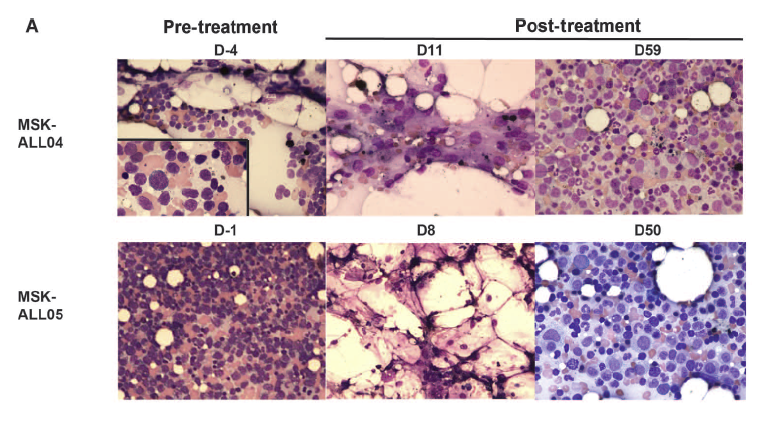 A
Pre-treatment Post-treatment
D-4 D11 D59
MSK-
ALL04
D-1 D8 D50
MSK-
ALL05